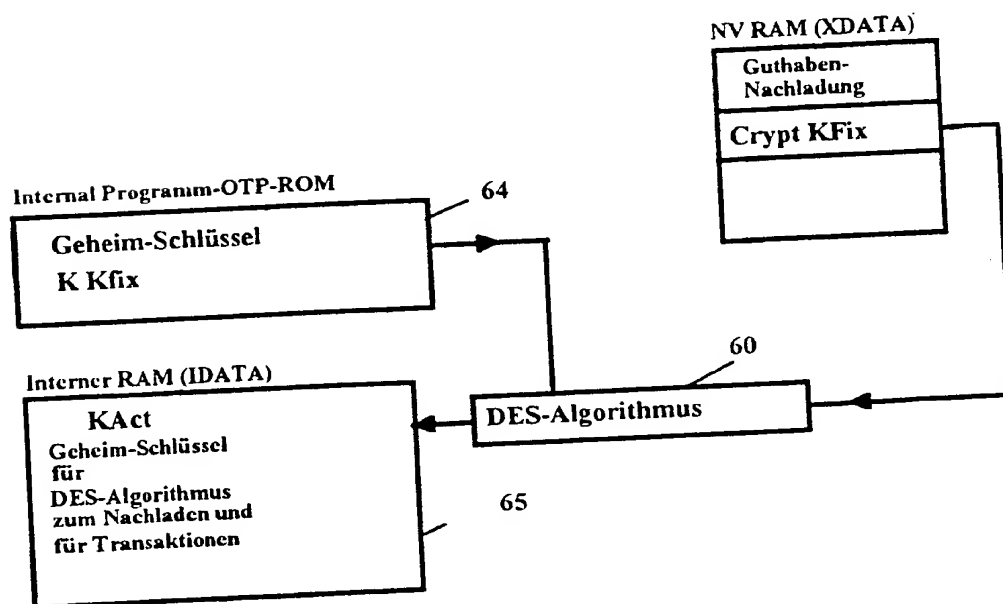 NV RAM (XDATA)
Guthaben-
Nachladung
Crypt KFix
Internal Programm-OTP-ROM
64
Geheim-Schlüssel
K Kfix
Interner RAM (IDATA)
60
KAct
DES-Algorithmus
Geheim-Schlüssel
für
DES-Algorithmus
zum Nachladen und
für Transaktionen
65